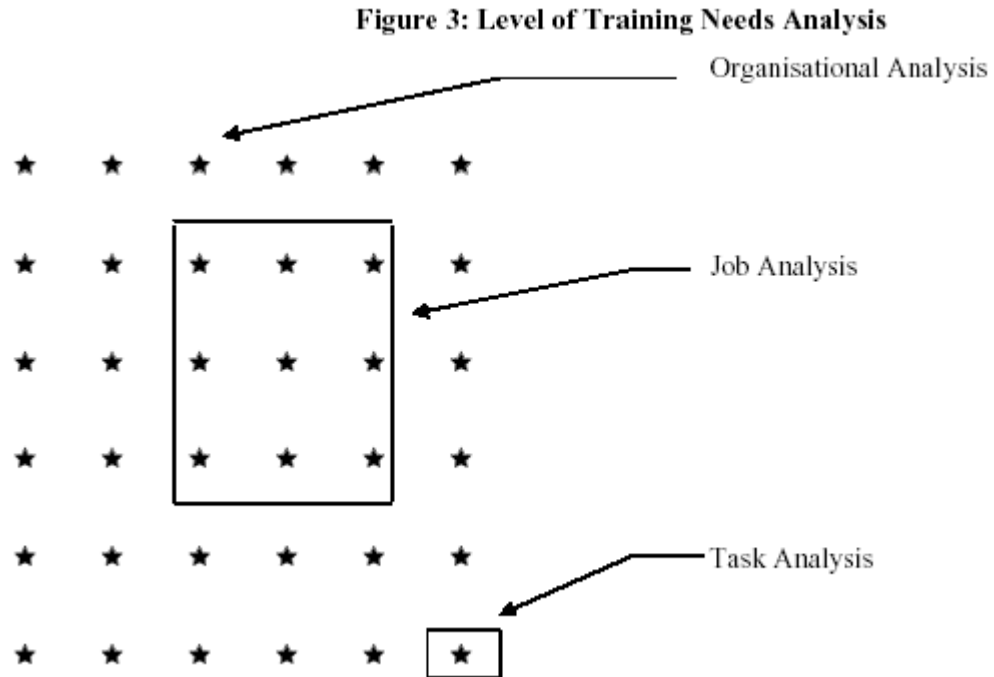 Figure 3: Level of Training Needs Analysis
Organisational Analysis
Job Analysis
Task Analysis